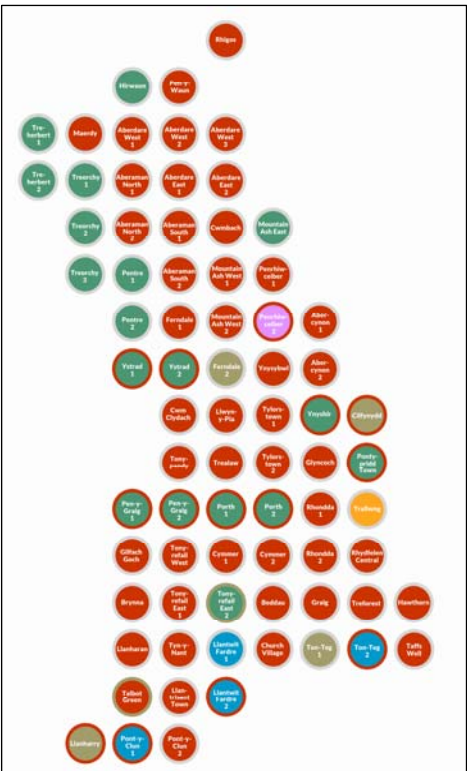 Rhigos
Hirwaun Pen-y-Waun
Tre-herbert 1 Maerdy Aberdare West 1 Aberdare West 2 Aberdare West 3
Tre-herbert 2 Treorchy 1 Aberaman North 1 Aberdare East 1 Aberdare East 2
Treorchy 2 Aberaman North 2 Aberaman South 1 Cwmbach Mountain Ash East
Treorchy 3 Pentre 1 Aberaman South 2 Mountain Ash West 1 Penrhiw-ceiber 1
Pentre 2 Ferndale 1 Mountain Ash West 2 Penrhiw-ceiber 2 Aber-cynon 1
Ystrad 1 Ystrad 2 Ferndale 2 Ynysybwl Aber-cynon 2
Cwm Clydach Llwyn-y-Pia Tylors-town 1 Ynyshir Cilfynydd
Tony-pandy Trealaw Tylors-town 2 Glyncoch Ponty-pridd Town
Pen-y-Graig 1 Pen-y-Graig 2 Porth 1 Porth 2 Rhondda 1 Trallwng
Gilfach Goch Tony-refail West Cymmer 1 Cymmer 2 Rhondda 2 Rhydfelen Central
Brynna Tony-refail East 1 Tony-refail East 2 Beddau Graig Treforest Hawthorn
Llanharan Tyn-y-Nant Llantwit Fardre 1 Church Village Ton-Teg 1 Ton-Teg 2 Taffs Well
Talbot Green Llan-trisant Town Llantwit Fardre 2
Llanharry Pont-y-Clun 1 Pont-y-Clun 2